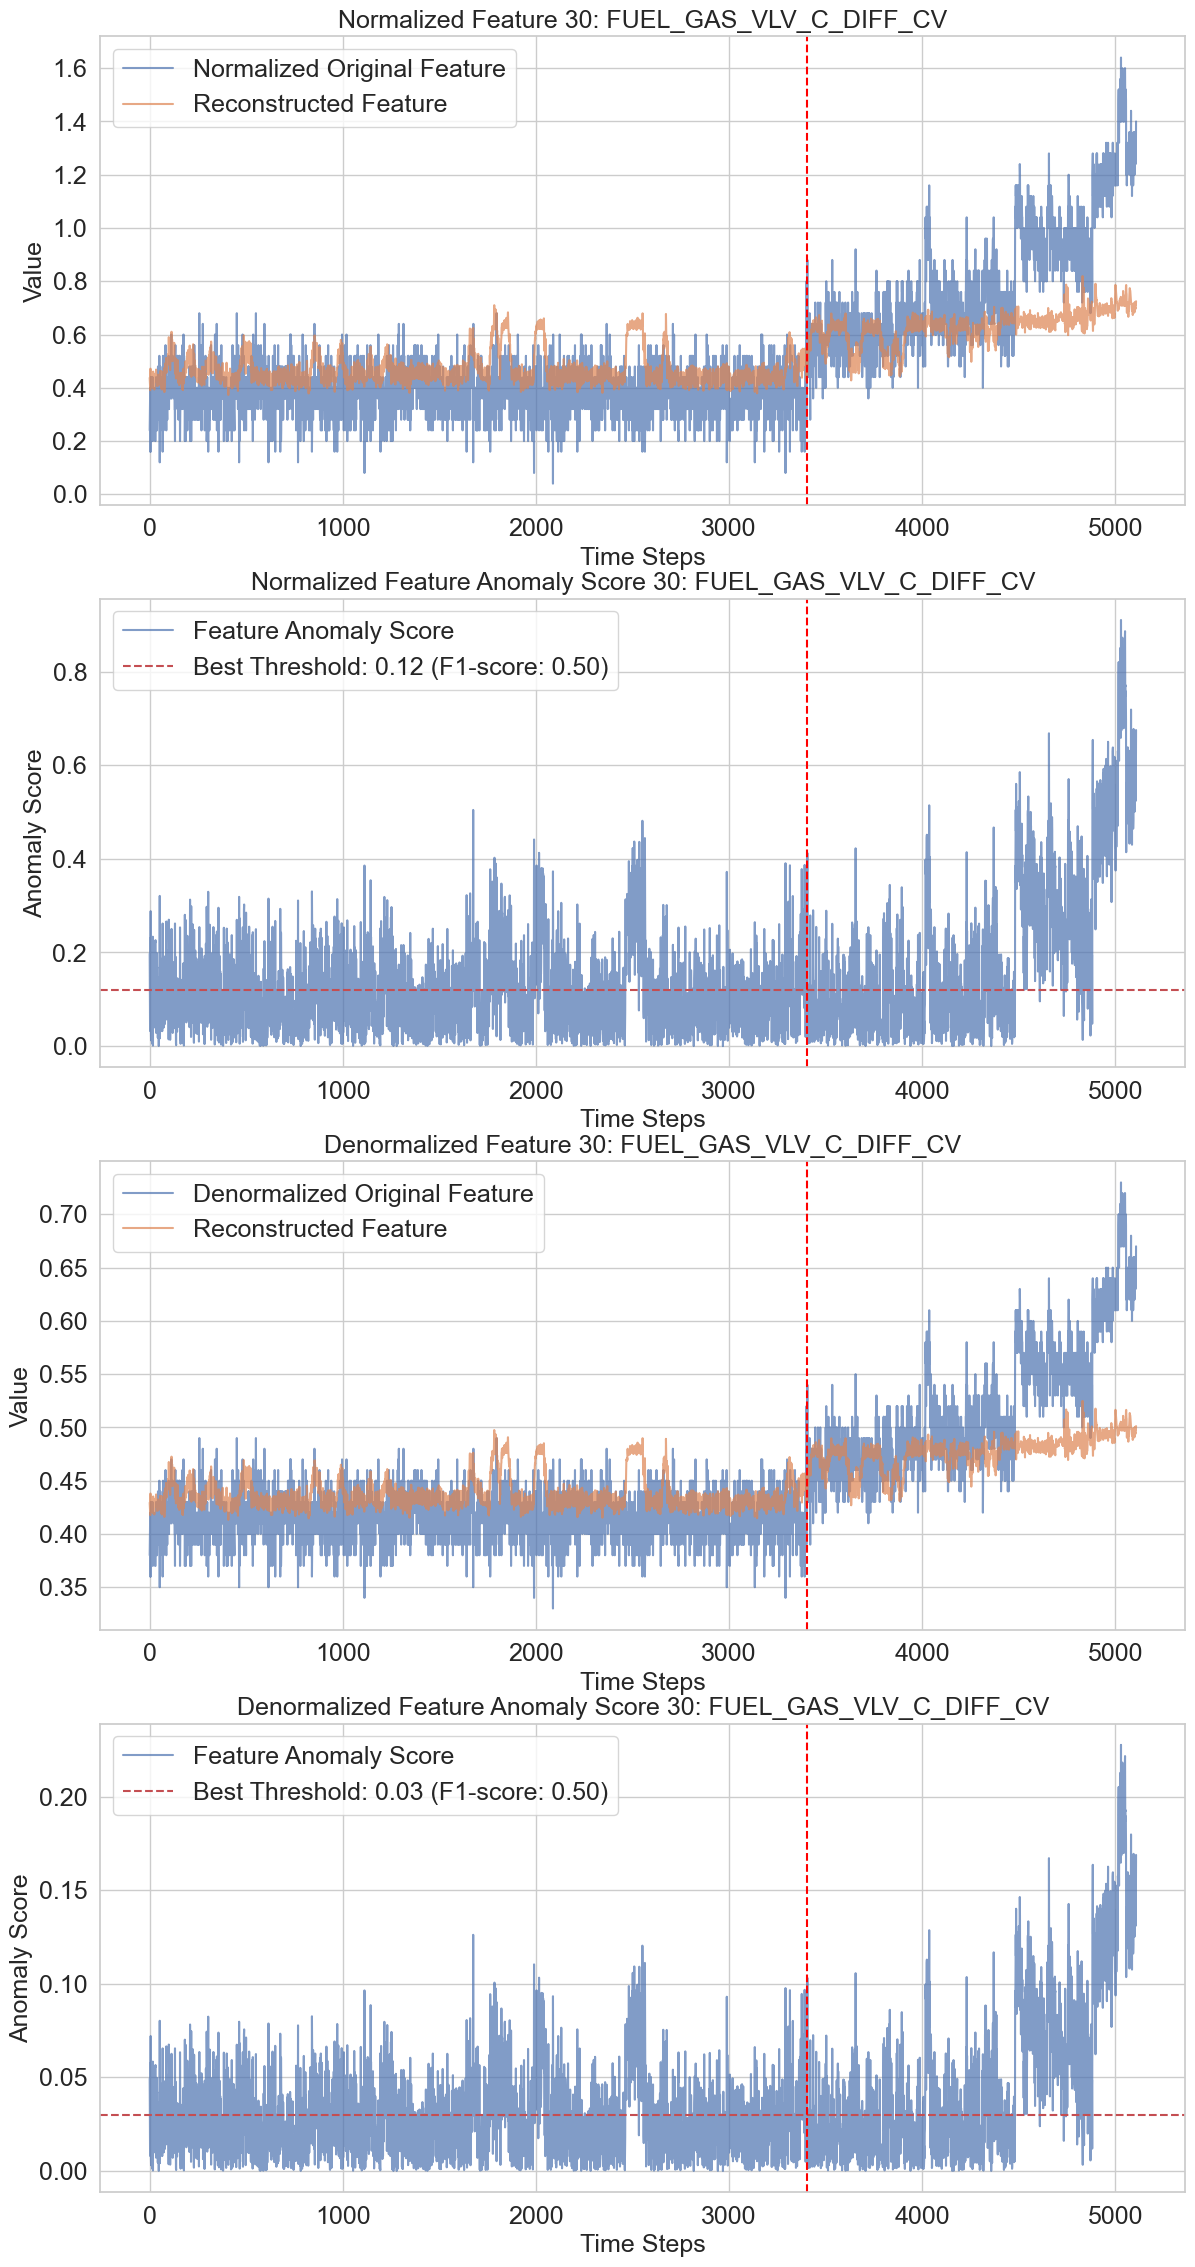 Normalized Feature 30: FUEL_GAS_VLV_C_DIFF_CV
Normalized Original Feature
Reconstructed Feature
Value
1.6
1.4
1.2
1.0
0.8
0.6
0.4
0.2
0.0
0 1000 2000 3000 4000 5000
Time Steps
Normalized Feature Anomaly Score 30: FUEL_GAS_VLV_C_DIFF_CV
Feature Anomaly Score
Best Threshold: 0.12 (F1-score: 0.50)
Anomaly Score
0.8
0.6
0.4
0.2
0.0
0 1000 2000 3000 4000 5000
Time Steps
Denormalized Feature 30: FUEL_GAS_VLV_C_DIFF_CV
Denormalized Original Feature
Reconstructed Feature
Value
0.70
0.65
0.60
0.55
0.50
0.45
0.40
0.35
0 1000 2000 3000 4000 5000
Time Steps
Denormalized Feature Anomaly Score 30: FUEL_GAS_VLV_C_DIFF_CV
Feature Anomaly Score
Best Threshold: 0.03 (F1-score: 0.50)
Anomaly Score
0.20
0.15
0.10
0.05
0.00
0 1000 2000 3000 4000 5000
Time Steps